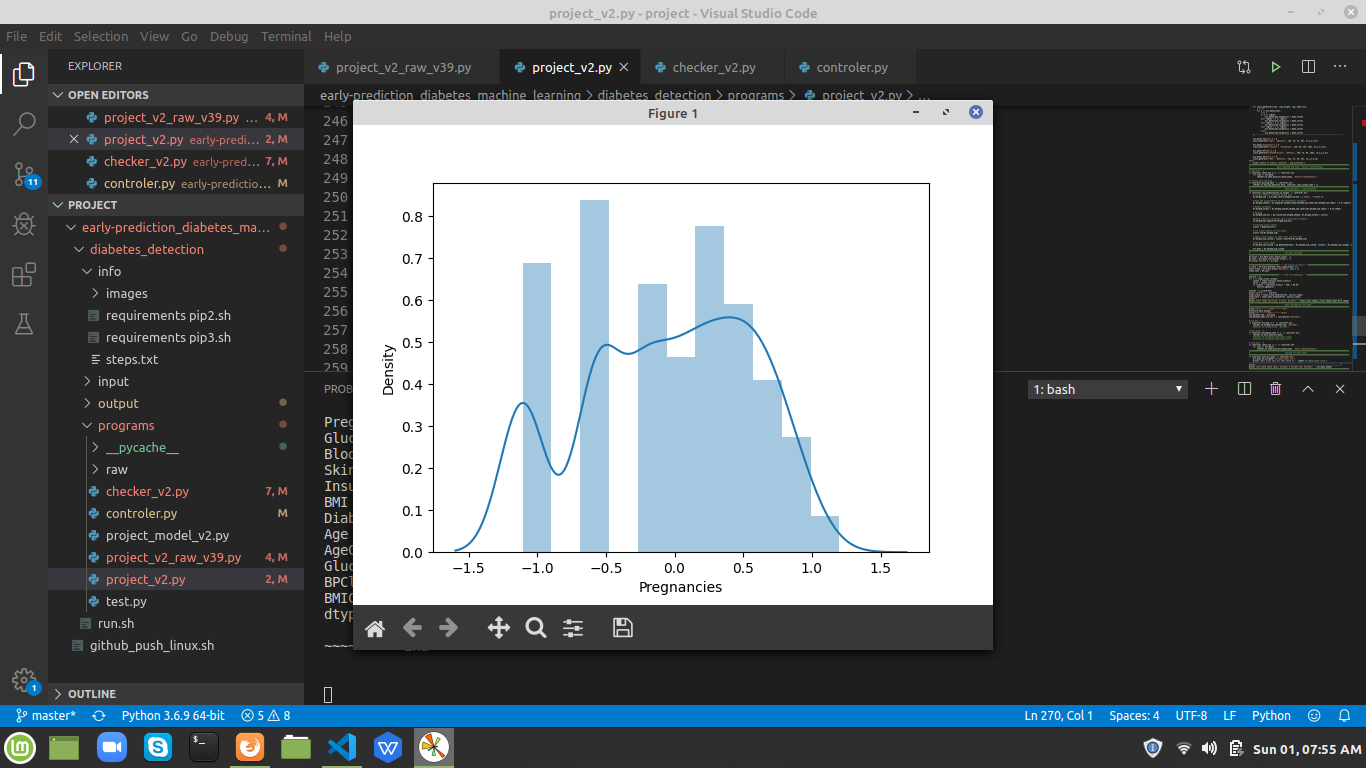 project_v2.py - project - Visual Studio Code
File Edit Selection View Go Debug Terminal Help
EXPLORER
project_v2_raw_v39.py project_v2.py checker_v2.py controler.py
OPEN EDITORS
early-prediction_diabetes_machine_learning > diabetes_detection > programs > project_v2.py > ...
project_v2_raw_v39.py ... 4, M
project_v2.py early-predi... 2, M
checker_v2.py early-pred... 7, M
controler.py early-predictio... M
PROJECT
early-prediction_diabetes_ma...
diabetes_detection
info
images
requirements pip2.sh
requirements pip3.sh
steps.txt
input
output
programs
__pycache__
raw
checker_v2.py 7, M
controler.py M
project_model_v2.py
project_v2_raw_v39.py 4, M
project_v2.py 2, M
test.py
run.sh
github_push_linux.sh
OUTLINE
246
247
248
249
250
251
252
253
254
255
256
257
258
259
Figure 1
0.8
0.7
0.6
0.5
0.4
0.3
0.2
0.1
0.0
Density
−1.5 −1.0 −0.5 0.0 0.5 1.0 1.5
Pregnancies
PROB
1: bash
Preg
Gluc
Bloo
Skin
Insu
BMI
Diab
Age
AgeC
Gluc
BPCl
BMIC
dtyp
~~~~
11
1
master* Python 3.6.9 64-bit 5 8 Ln 270, Col 1 Spaces: 4 UTF-8 LF Python
Sun 01, 07:55 AM